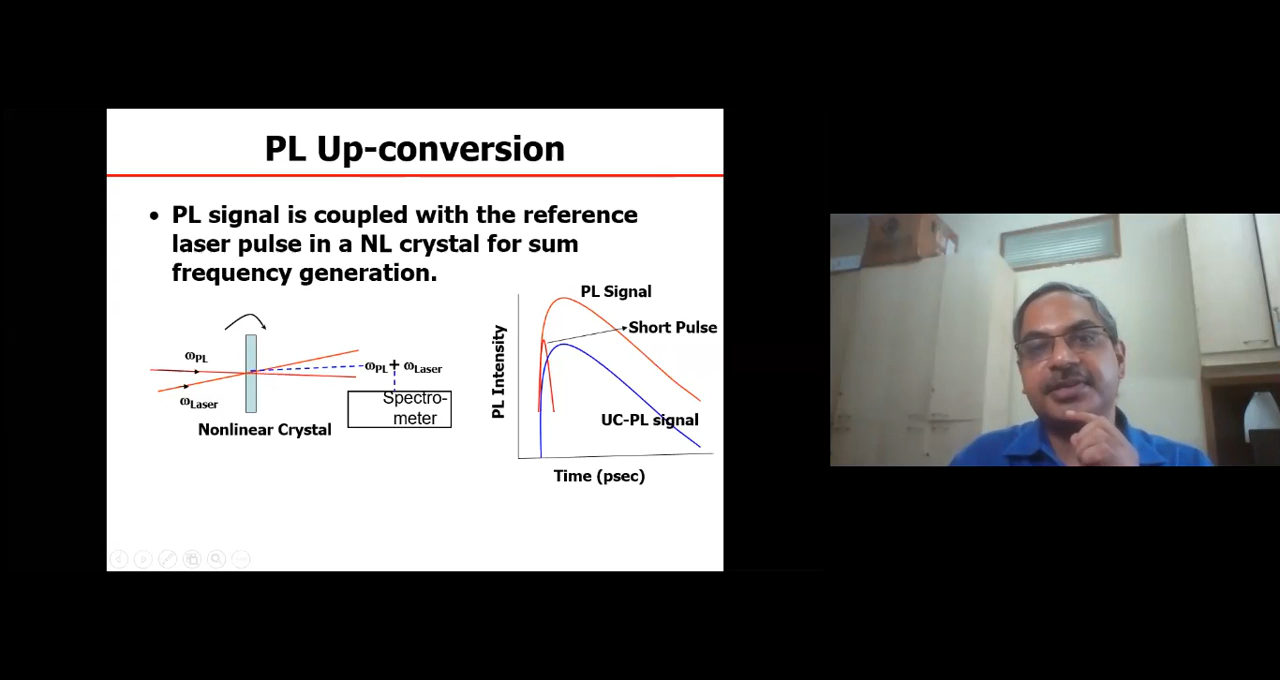 PL Up-conversion
• PL signal is coupled with the reference
laser pulse in a NL crystal for sum
frequency generation.
ωPL
ωLaser
Nonlinear Crystal
ωPL + ωLaser
Spectro-
meter
PL Intensity
PL Signal
Short Pulse
UC-PL signal
Time (psec)